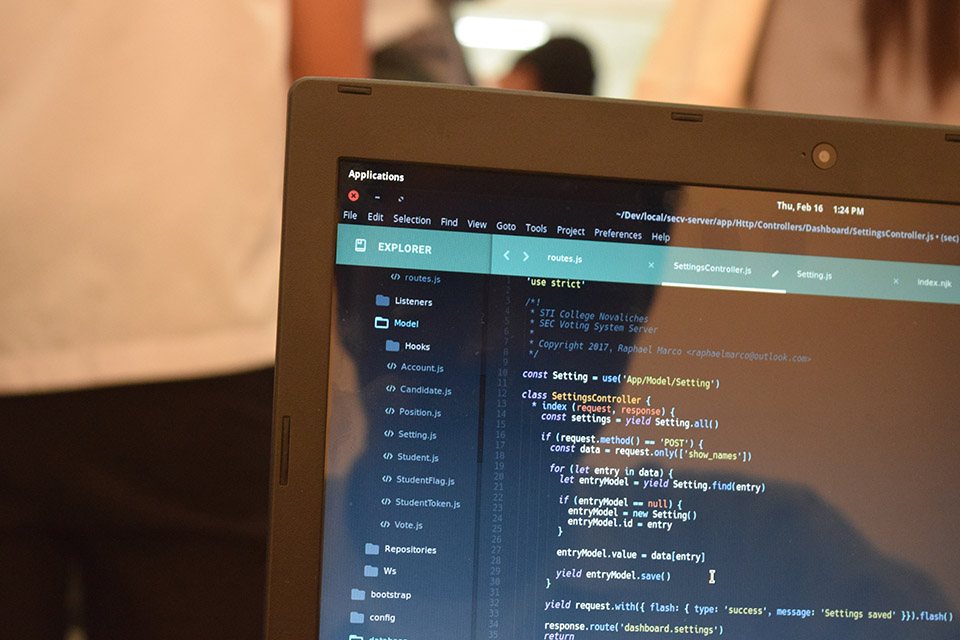 Applications
Thu, Feb 16 1:24 PM
~/Dev/local/secv-server/app/Http/Controllers/Dashboard/SettingsController.js • (sec)
File Edit Selection Find View Goto Tools Project Preferences Help
EXPLORER
routes.js
Listeners
Model
Hooks
Account.js
Candidate.js
Position.js
Setting.js
Student.js
StudentFlag.js
StudentToken.js
Vote.js
Repositories
Ws
bootstrap
config
routes.js SettingsController.js Setting.js index.njk
'use strict'
/*!
* STI College Novaliches
* SEC Voting System Server
*
* Copyright 2017, Raphael Marco <raphaelmarco@outlook.com>
*/
const Setting = use('App/Model/Setting')
class SettingsController {
* index (request, response) {
const settings = yield Setting.all()
if (request.method() == 'POST') {
const data = request.only(['show_names'])
for (let entry in data) {
let entryModel = yield Setting.find(entry)
if (entryModel == null) {
entryModel = new Setting()
entryModel.id = entry
}
entryModel.value = data[entry]
yield entryModel.save()
}
yield request.with({ flash: { type: 'success', message: 'Settings saved' }}).flash()
response.route('dashboard.settings')
return